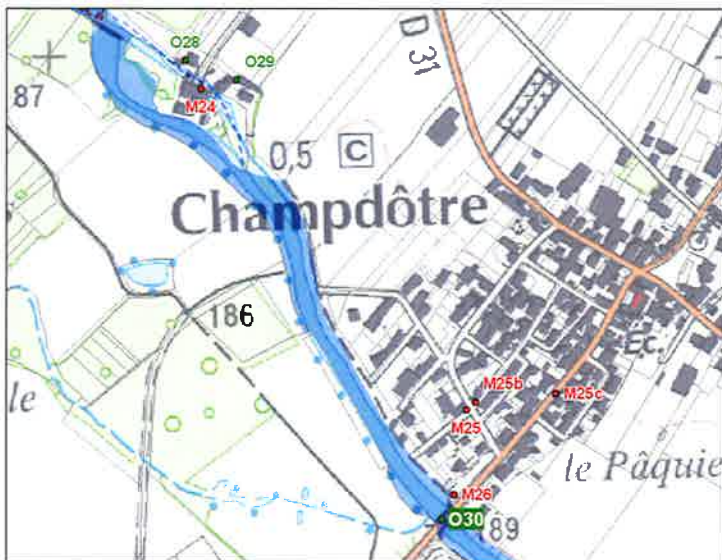 D 31
O28
O29
87
M24
0,5 C
Champdôtre
186
Ec.
M25b
M25c
le
M25
le Pâquie
M26
O30
89